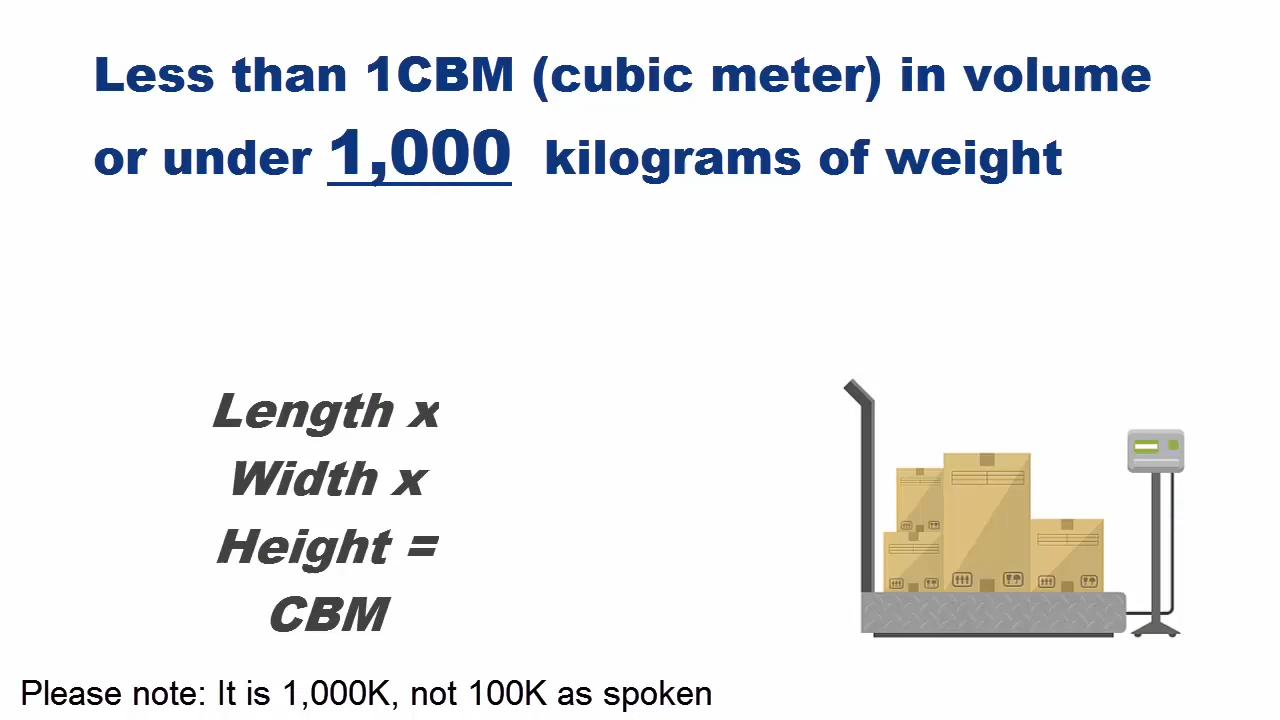 Less than 1CBM (cubic meter) in volume
or under 1,000 kilograms of weight
Length x
Width x
Height =
CBM
Please note: It is 1,000K, not 100K as spoken